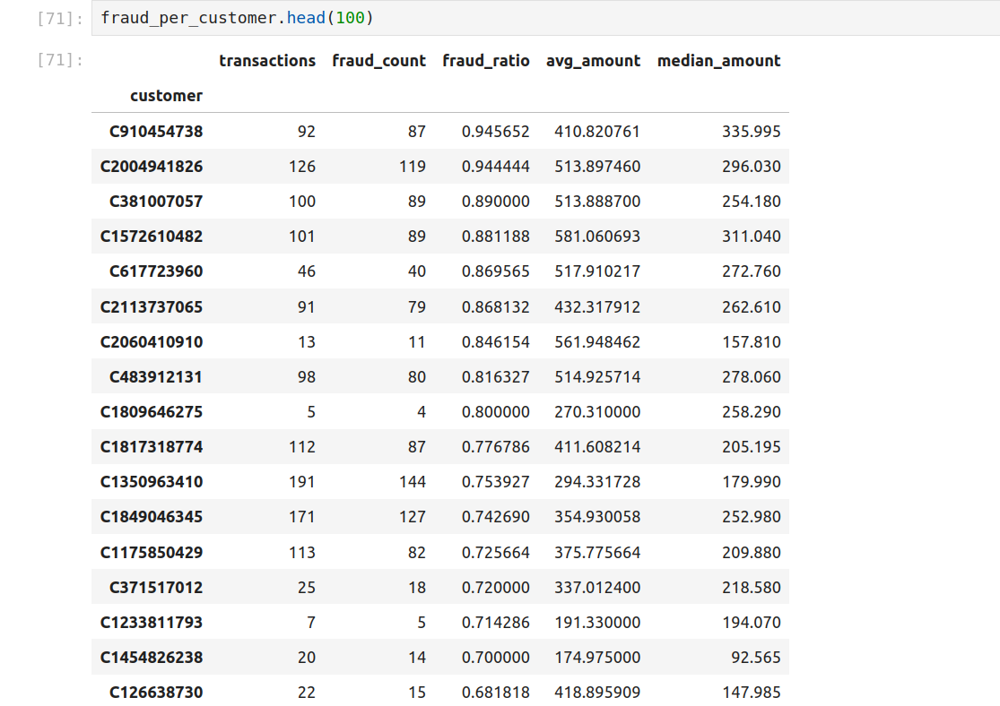 [71]: fraud_per_customer.head(100)
[71]: transactions fraud_count fraud_ratio avg_amount median_amount
customer
C910454738 92 87 0.945652 410.820761 335.995
C2004941826 126 119 0.944444 513.897460 296.030
C381007057 100 89 0.890000 513.888700 254.180
C1572610482 101 89 0.881188 581.060693 311.040
C617723960 46 40 0.869565 517.910217 272.760
C2113737065 91 79 0.868132 432.317912 262.610
C2060410910 13 11 0.846154 561.948462 157.810
C483912131 98 80 0.816327 514.925714 278.060
C1809646275 5 4 0.800000 270.310000 258.290
C1817318774 112 87 0.776786 411.608214 205.195
C1350963410 191 144 0.753927 294.331728 179.990
C1849046345 171 127 0.742690 354.930058 252.980
C1175850429 113 82 0.725664 375.775664 209.880
C371517012 25 18 0.720000 337.012400 218.580
C1233811793 7 5 0.714286 191.330000 194.070
C1454826238 20 14 0.700000 174.975000 92.565
C126638730 22 15 0.681818 418.895909 147.985